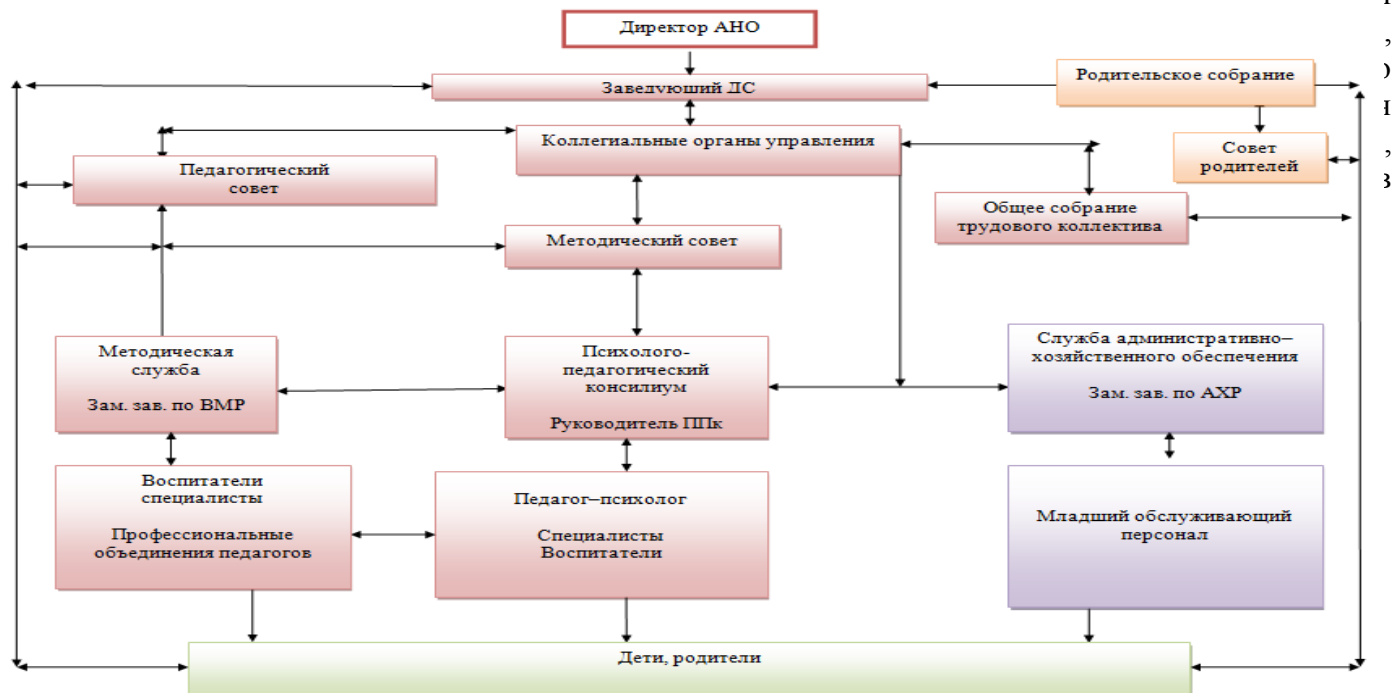 Директор АНО
Заведующий ДС
Родительское собрание
Коллегиальные органы управления
Педагогический
совет
Совет
родителей
Общее собрание
трудового коллектива
Методический совет
Методическая
служба
Зам. зав. по ВМР
Психолого-
педагогический
консилиум
Руководитель ППк
Служба административно–
хозяйственного обеспечения
Зам. зав. по АХР
Воспитатели
специалисты
Профессиональные
объединения педагогов
Педагог–психолог
Специалисты
Воспитатели
Младший обслуживающий
персонал
Дети, родители